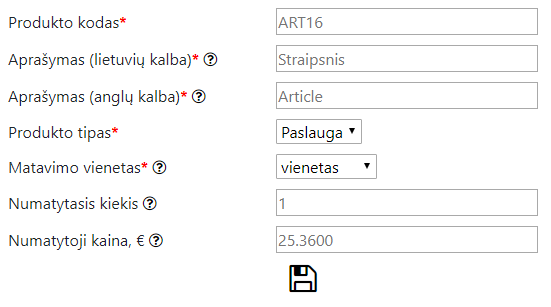 Produkto kodas* ART16
Aprašymas (lietuvių kalba)* ? Straipsnis
Aprašymas (anglų kalba)* ? Article
Produkto tipas* Paslauga
Matavimo vienetas* ? vienetas
Numatytasis kiekis ? 1
Numatytoji kaina, € ? 25.3600